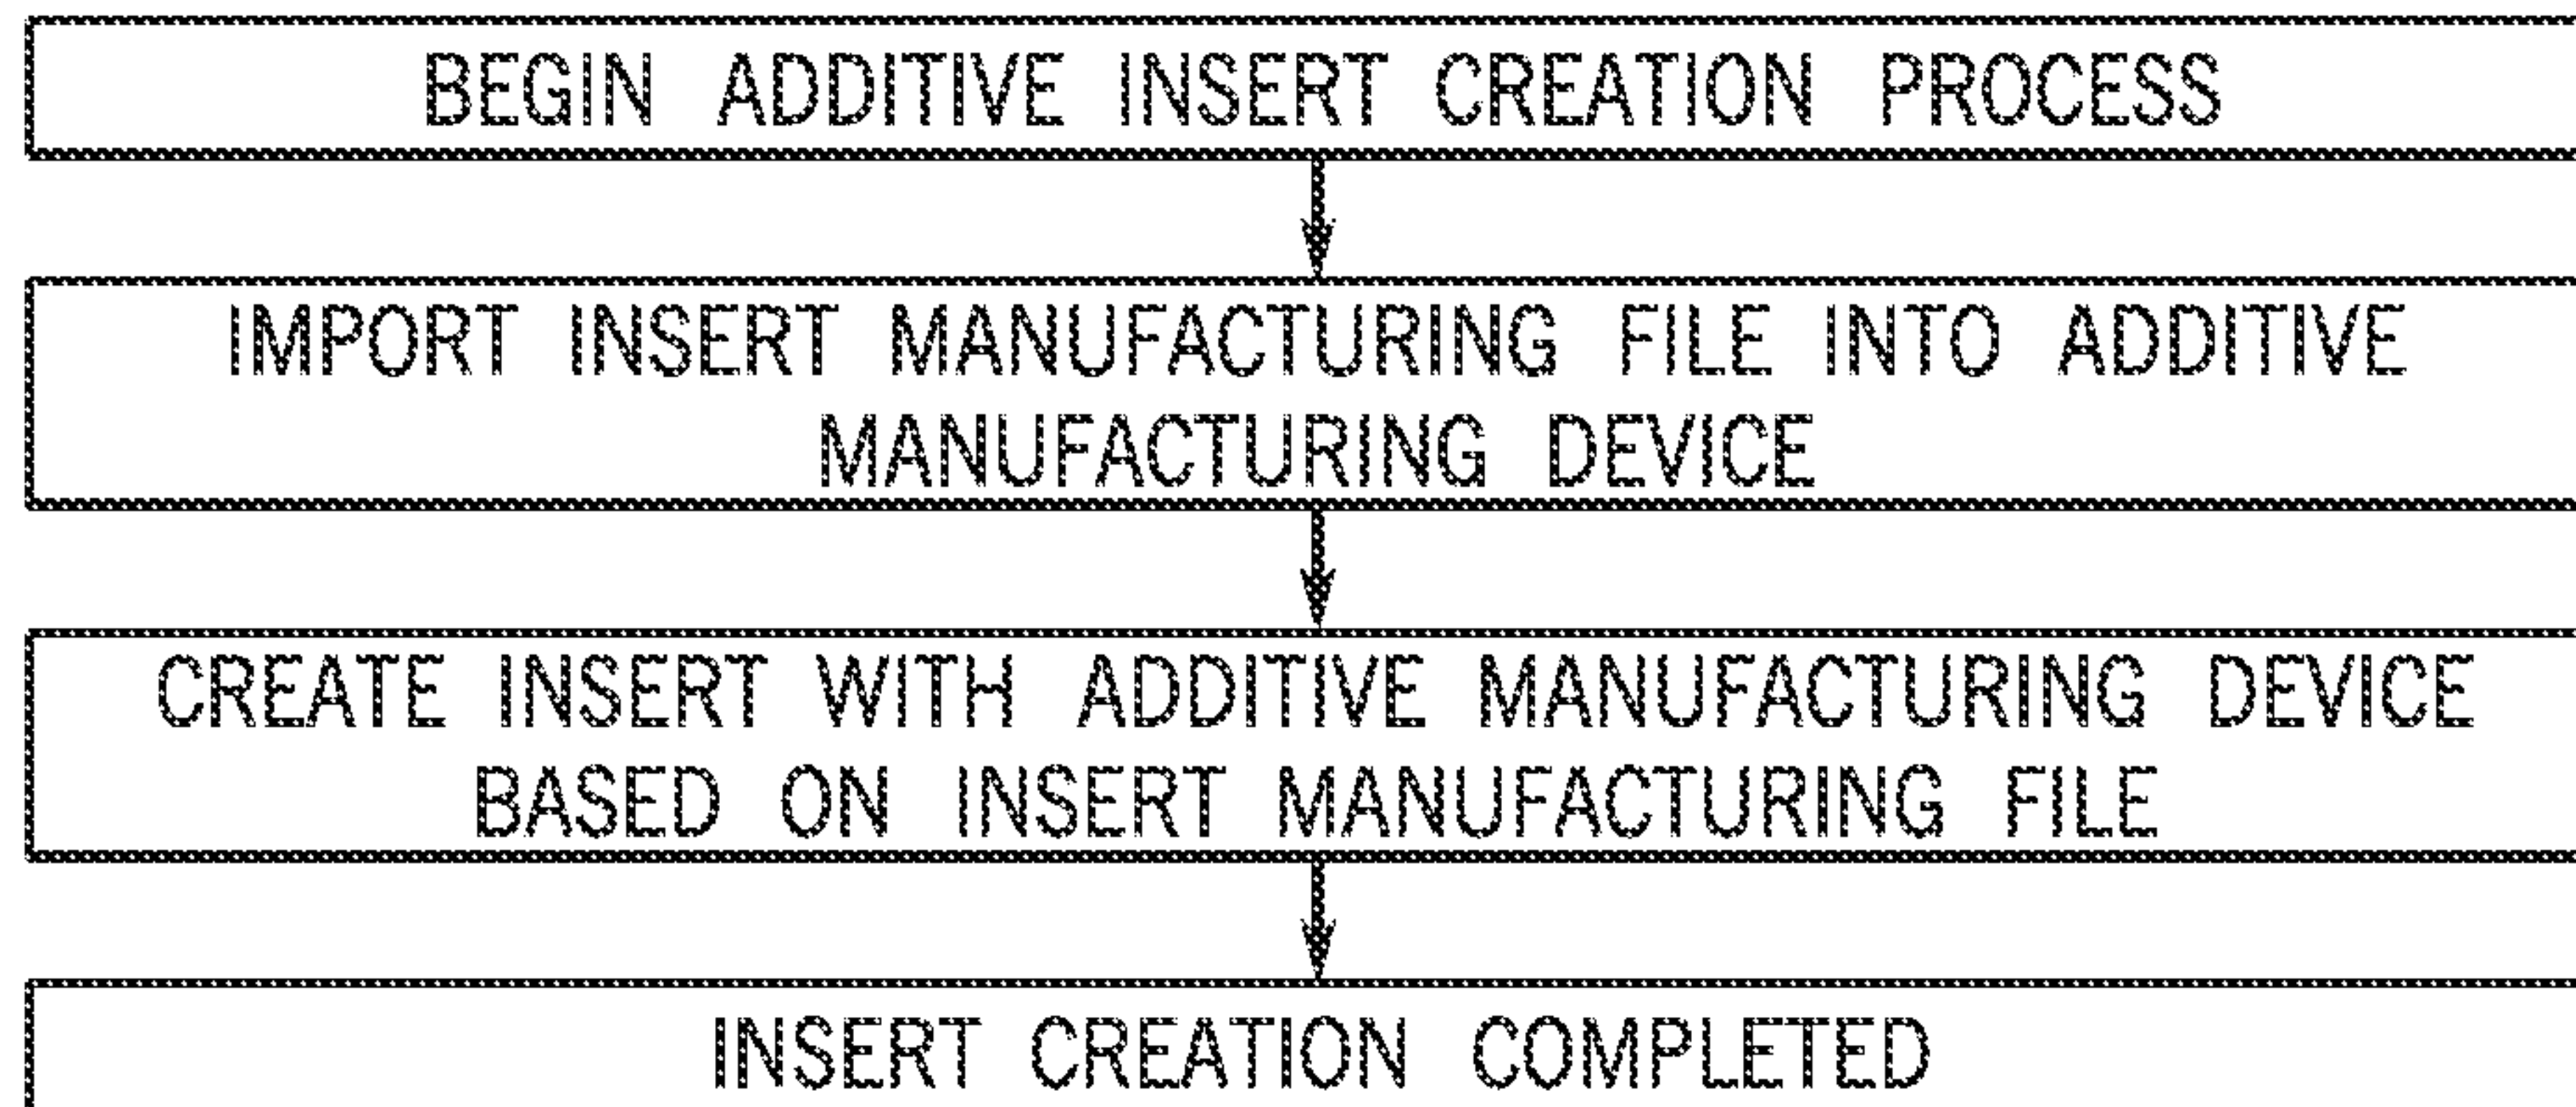 BEGIN ADDITIVE INSERT CREATION PROCESS
IMPORT INSERT MANUFACTURING FILE INTO ADDITIVE
MANUFACTURING DEVICE
CREATE INSERT WITH ADDITIVE MANUFACTURING DEVICE
BASED ON INSERT MANUFACTURING FILE
INSERT CREATION COMPLETED